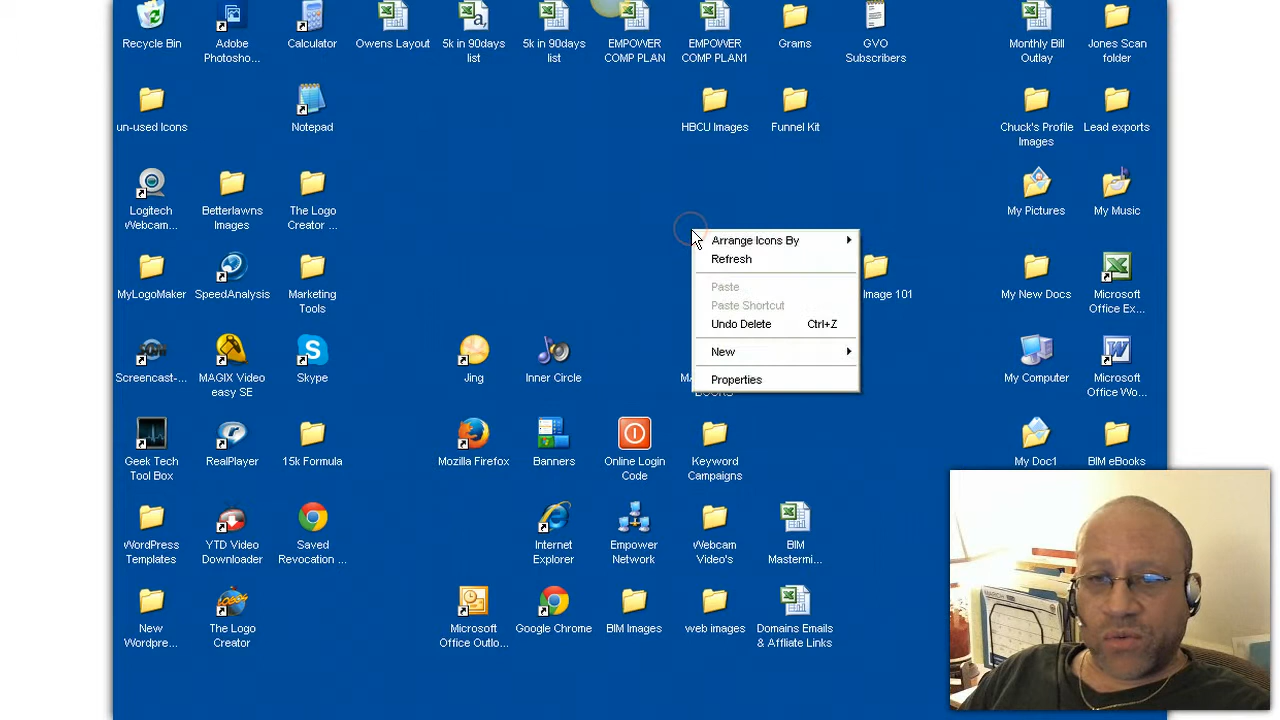 Recycle Bin
Adobe
Photosho...
Calculator
Owens Layout
5k in 90days
list
5k in 90days
list
EMPOWER
COMP PLAN
EMPOWER
COMP PLAN1
Grams
GVO
Subscribers
Monthly Bill
Outlay
Jones Scan
folder
un-used Icons
Notepad
HBCU Images
Funnel Kit
Chuck's Profile
Images
Lead exports
Logitech
Webcam...
Betterlawns
Images
The Logo
Creator ...
My Pictures
My Music
Arrange Icons By
Refresh
Paste
Paste Shortcut
Undo Delete Ctrl+Z
New
Properties
MyLogoMaker
SpeedAnalysis
Marketing
Tools
Image 101
My New Docs
Microsoft
Office Ex...
Screencast-...
MAGIX Video
easy SE
Skype
Jing
Inner Circle
My Computer
Microsoft
Office Wo...
Geek Tech
Tool Box
RealPlayer
15k Formula
Mozilla Firefox
Banners
Online Login
Code
Keyword
Campaigns
My Doc1
BIM eBooks
WordPress
Templates
YTD Video
Downloader
Saved
Revocation ...
Internet
Explorer
Empower
Network
Webcam
Video's
BIM
Mastermi...
New
Wordpre...
The Logo
Creator
Microsoft
Office Outlo...
Google Chrome
BIM Images
web images
Domains Emails
& Affliate Links